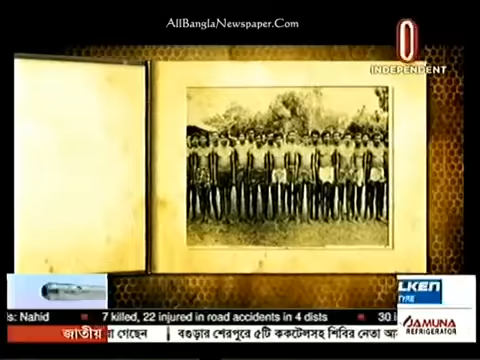 AllBanglaNewspaper.Com
INDEPENDENT
LKEN
TYRE
s: Nahid 7 killed, 22 injured in road accidents in 4 dists 30 i
জাতীয় গেছেন বগুড়ার শেরপুরে ৫টি ককটেলসহ শিবির নেতা
JAMUNA
REFRIGERATOR